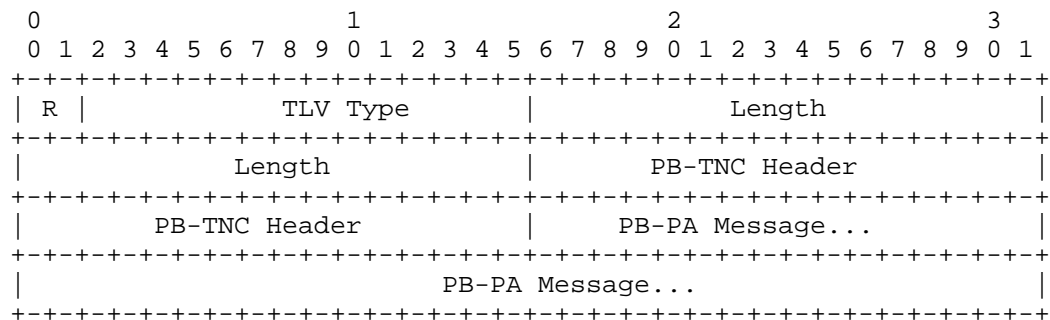 0                   1                   2                   3
 0 1 2 3 4 5 6 7 8 9 0 1 2 3 4 5 6 7 8 9 0 1 2 3 4 5 6 7 8 9 0 1
+-+-+-+-+-+-+-+-+-+-+-+-+-+-+-+-+-+-+-+-+-+-+-+-+-+-+-+-+-+-+-+-+
| R |            TLV Type       |            Length             |
+-+-+-+-+-+-+-+-+-+-+-+-+-+-+-+-+-+-+-+-+-+-+-+-+-+-+-+-+-+-+-+-+
|             Length            |       PB-TNC Header           |
+-+-+-+-+-+-+-+-+-+-+-+-+-+-+-+-+-+-+-+-+-+-+-+-+-+-+-+-+-+-+-+-+
|        PB-TNC Header          |     PB-PA Message...          |
+-+-+-+-+-+-+-+-+-+-+-+-+-+-+-+-+-+-+-+-+-+-+-+-+-+-+-+-+-+-+-+-+
|                          PB-PA Message...                     |
+-+-+-+-+-+-+-+-+-+-+-+-+-+-+-+-+-+-+-+-+-+-+-+-+-+-+-+-+-+-+-+-+